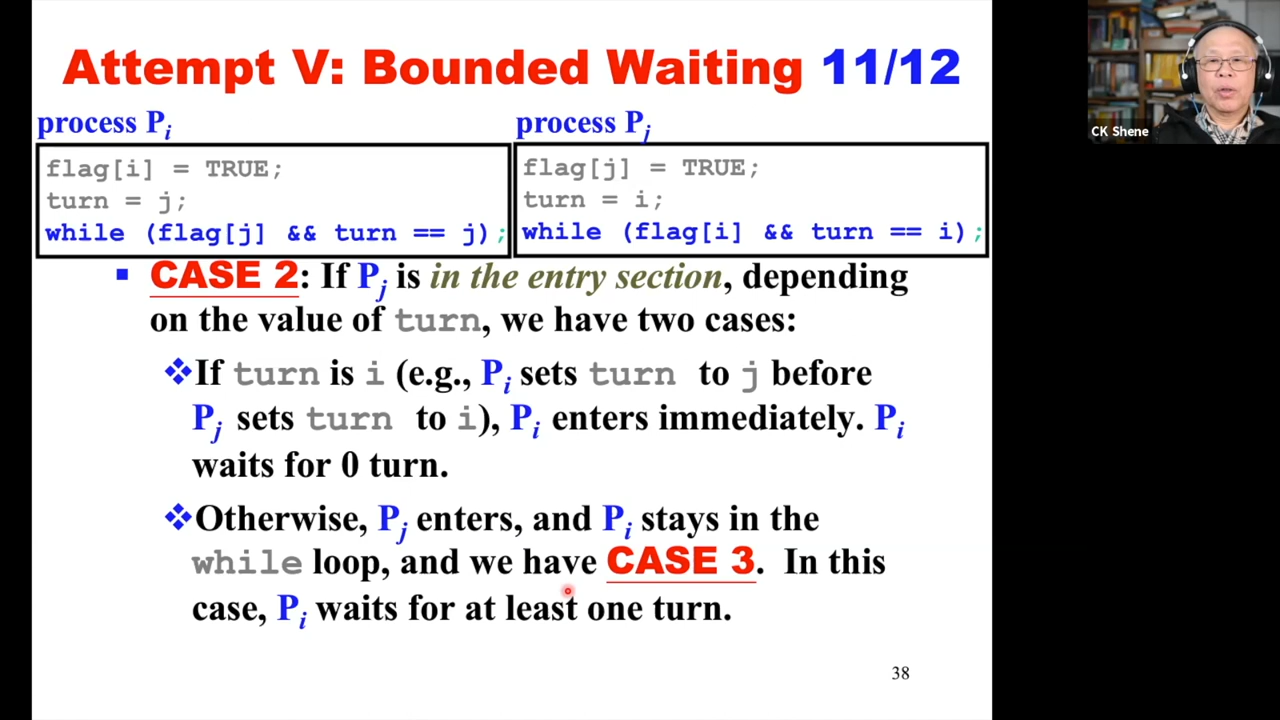 Attempt V: Bounded Waiting 11/12
process Pi
process Pj
flag[i] = TRUE;
turn = j;
while (flag[j] && turn == j);
flag[j] = TRUE;
turn = i;
while (flag[i] && turn == i);
CASE 2: If Pj is in the entry section, depending
on the value of turn, we have two cases:
If turn is i (e.g., Pi sets turn to j before
Pj sets turn to i), Pi enters immediately. Pi
waits for 0 turn.
Otherwise, Pj enters, and Pi stays in the
while loop, and we have CASE 3. In this
case, Pi waits for at least one turn.
38
CK Shene